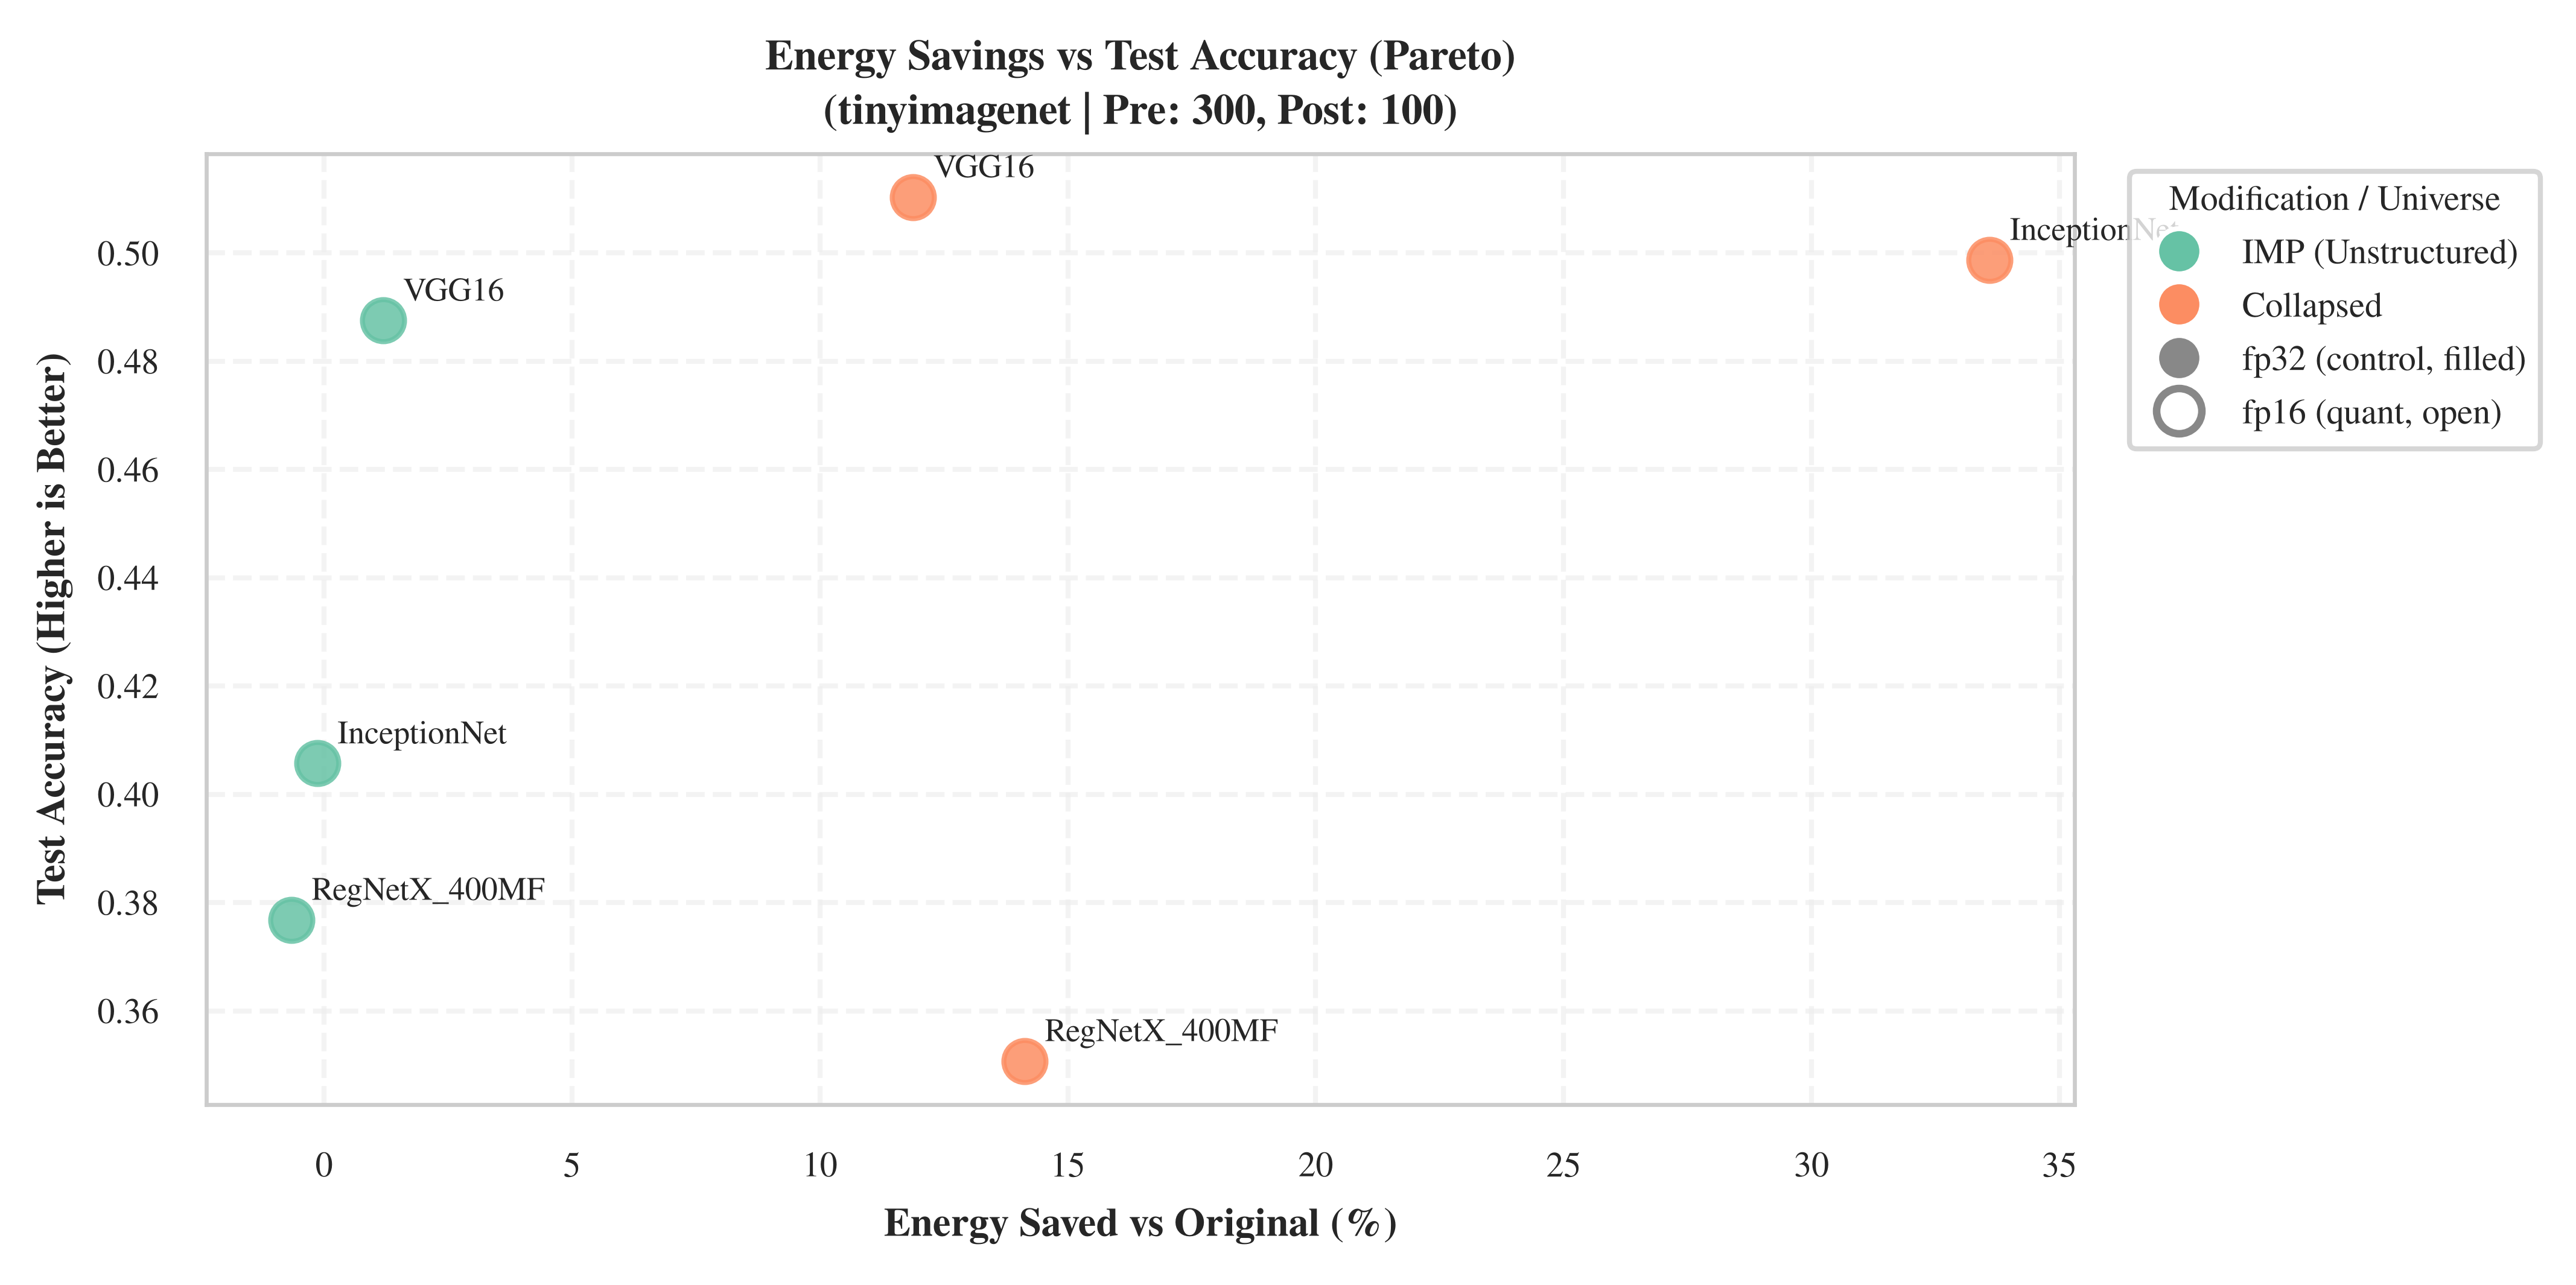 Energy Savings vs Test Accuracy (Pareto)
(tinyimagenet | Pre: 300, Post: 100)
VGG16
InceptionNet
VGG16
InceptionNet
RegNetX_400MF
RegNetX_400MF
Modification / Universe
IMP (Unstructured)
Collapsed
fp32 (control, filled)
fp16 (quant, open)
Test Accuracy (Higher is Better)
0.50
0.48
0.46
0.44
0.42
0.40
0.38
0.36
0 5 10 15 20 25 30 35
Energy Saved vs Original (%)